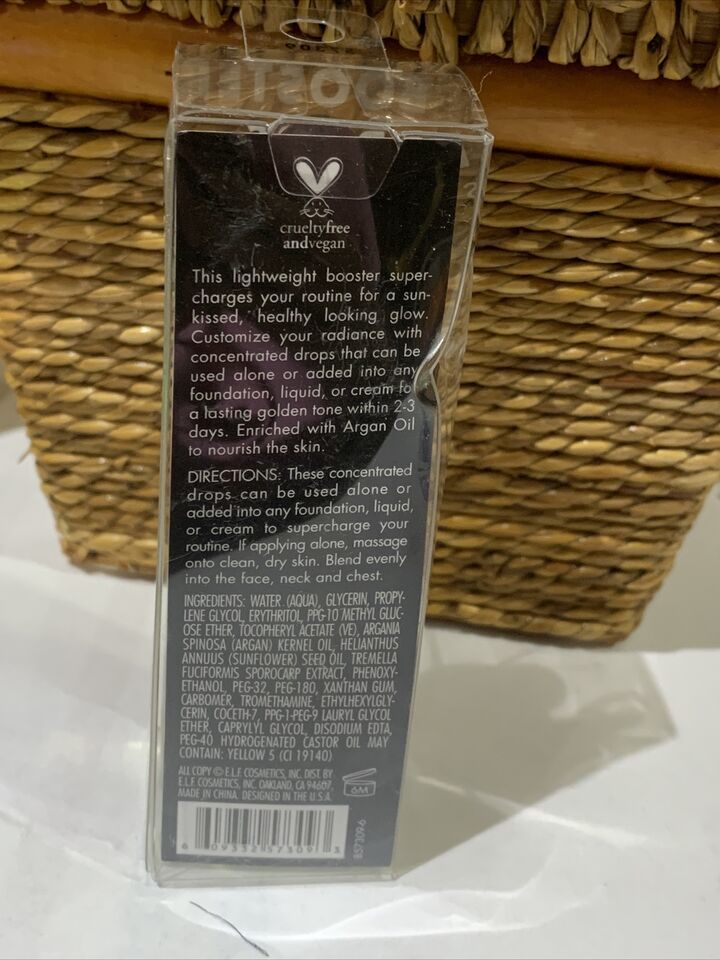 crueltyfree
andvegan
This lightweight booster super-
charges your routine for a sun-
kissed, healthy looking glow.
Customize your radiance with
concentrated drops that can be
used alone or added into any
foundation, liquid, or cream fo
a lasting golden tone within 2-3
days. Enriched with Argan Oil
to nourish the skin.
DIRECTIONS: These concentrated
drops can be used alone or
added into any foundation, liquid,
or cream to supercharge your
routine. If applying alone, massage
onto clean, dry skin. Blend evenly
into the face, neck and chest.
INGREDIENTS: WATER (AQUA), GLYCERIN, PROPY-
LENE GLYCOL, ERYTHRITOL, PPG-10 METHYL GLUC-
OSE ETHER, TOCOPHERYL ACETATE (VE), ARGANIA
SPINOSA (ARGAN) KERNEL OIL, HELIANTHUS
ANNUUS (SUNFLOWER) SEED OIL, TREMELLA
FUCIFORMIS SPOROCARP EXTRACT, PHENOXY-
ETHANOL, PEG-32, PEG-180, XANTHAN GUM,
CARBOMER, TROMETHAMINE, ETHYLHEXYLGLY-
CERIN, COCETH-7, PPG-1-PEG-9 LAURYL GLYCOL
ETHER, CAPRYLYL GLYCOL, DISODIUM EDTA,
PEG-40 HYDROGENATED CASTOR OIL MAY
CONTAIN: YELLOW 5 (CI 19140)
ALL COPY © E.L.F. COSMETICS, INC. DIST. BY
E.L.F. COSMETICS, INC. OAKLAND, CA 94607.
MADE IN CHINA. DESIGNED IN THE U.S.A.
6M
6 09332 57309 3
B57309-6